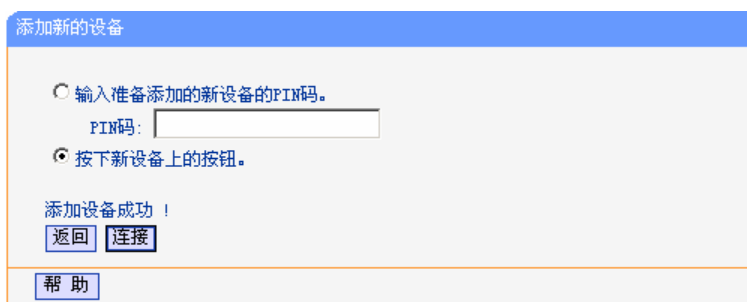 添加新的设备
输入准备添加的新设备的PIN码。
PIN码:
按下新设备上的按钮。
添加设备成功 !
返回 连接
帮 助